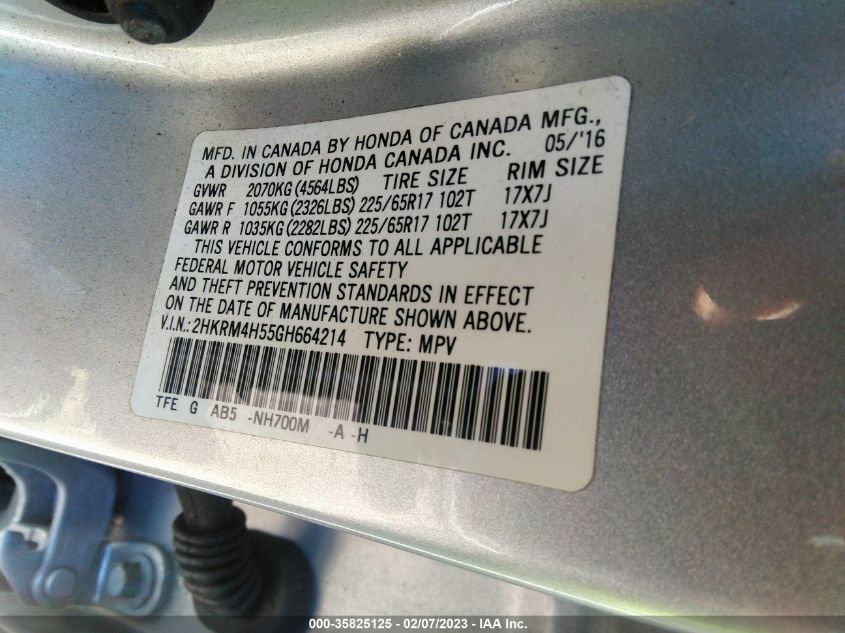 MFD. IN CANADA BY HONDA OF CANADA MFG.,
A DIVISION OF HONDA CANADA INC. 05/'16
GVWR 2070KG(4564LBS) TIRE SIZE RIM SIZE
GAWR F 1055KG(2326LBS) 225/65R17 102T 17X7J
GAWR R 1035KG(2282LBS) 225/65R17 102T 17X7J
THIS VEHICLE CONFORMS TO ALL APPLICABLE
FEDERAL MOTOR VEHICLE SAFETY
AND THEFT PREVENTION STANDARDS IN EFFECT
ON THE DATE OF MANUFACTURE SHOWN ABOVE.
V.I.N.:2HKRM4H55GH664214 TYPE: MPV
TFE G AB5 -NH700M -A -H
000-35825125 - 02/07/2023 - IAA Inc.